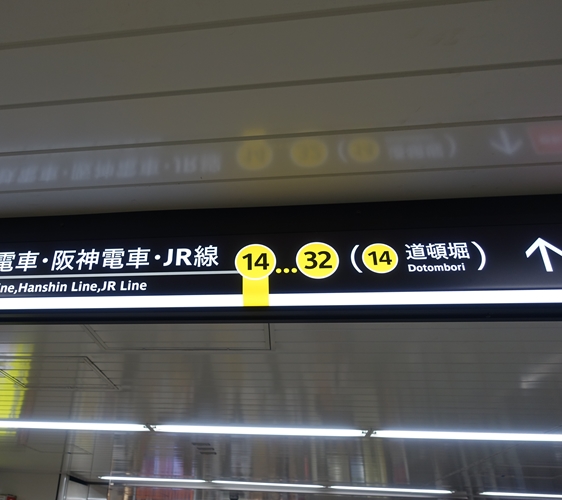 電車・阪神電車・JR線 14...32 (14 道頓堀 Dotombori) ↑
ine,Hanshin Line,JR Line